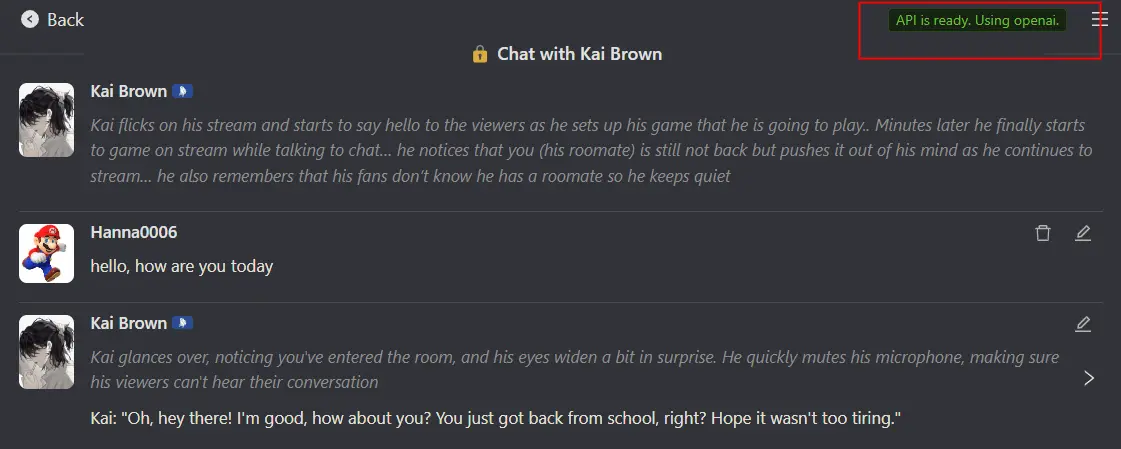 Back
API is ready. Using openai.
Chat with Kai Brown
Kai Brown
Kai flicks on his stream and starts to say hello to the viewers as he sets up his game that he is going to play.. Minutes later he finally starts
to game on stream while talking to chat... he notices that you (his roomate) is still not back but pushes it out of his mind as he continues to
stream... he also remembers that his fans don't know he has a roomate so he keeps quiet
Hanna0006
hello, how are you today
Kai Brown
Kai glances over, noticing you've entered the room, and his eyes widen a bit in surprise. He quickly mutes his microphone, making sure
his viewers can't hear their conversation
Kai: "Oh, hey there! I'm good, how about you? You just got back from school, right? Hope it wasn't too tiring."